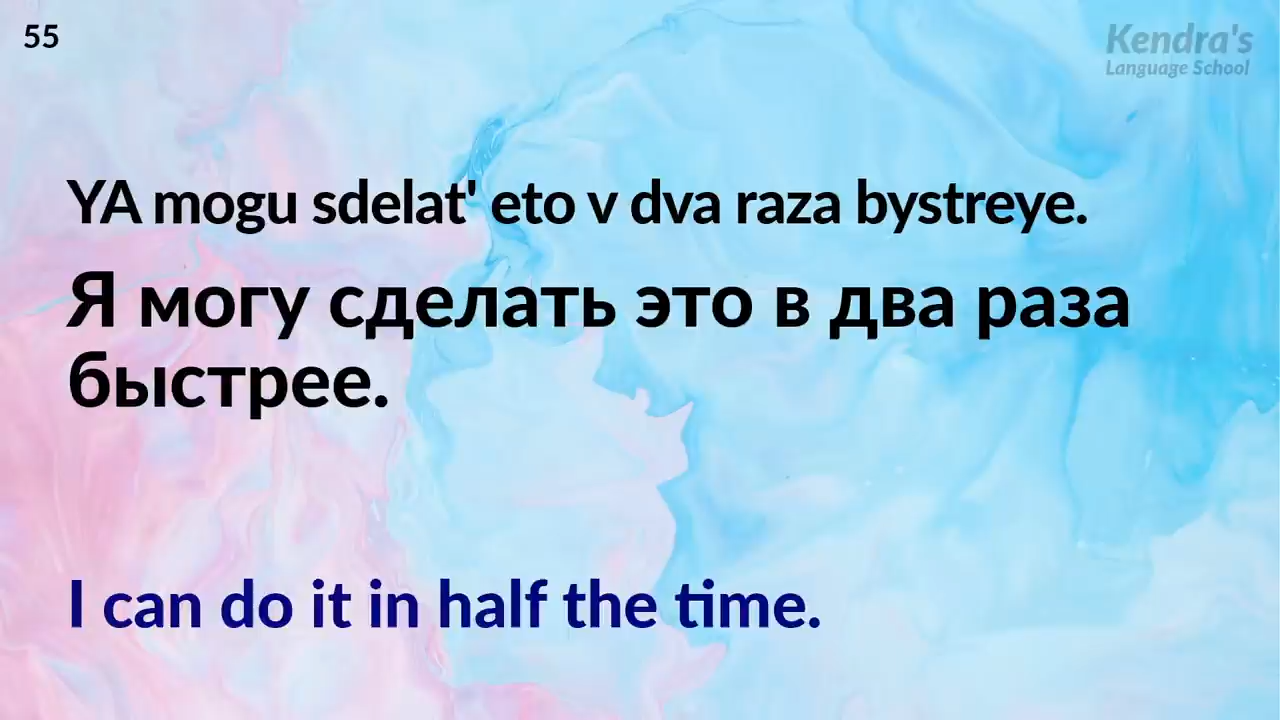 55
Kendra's
Language School
YA mogu sdelat' eto v dva raza bystreye.
Я могу сделать это в два раза
быстрее.
I can do it in half the time.